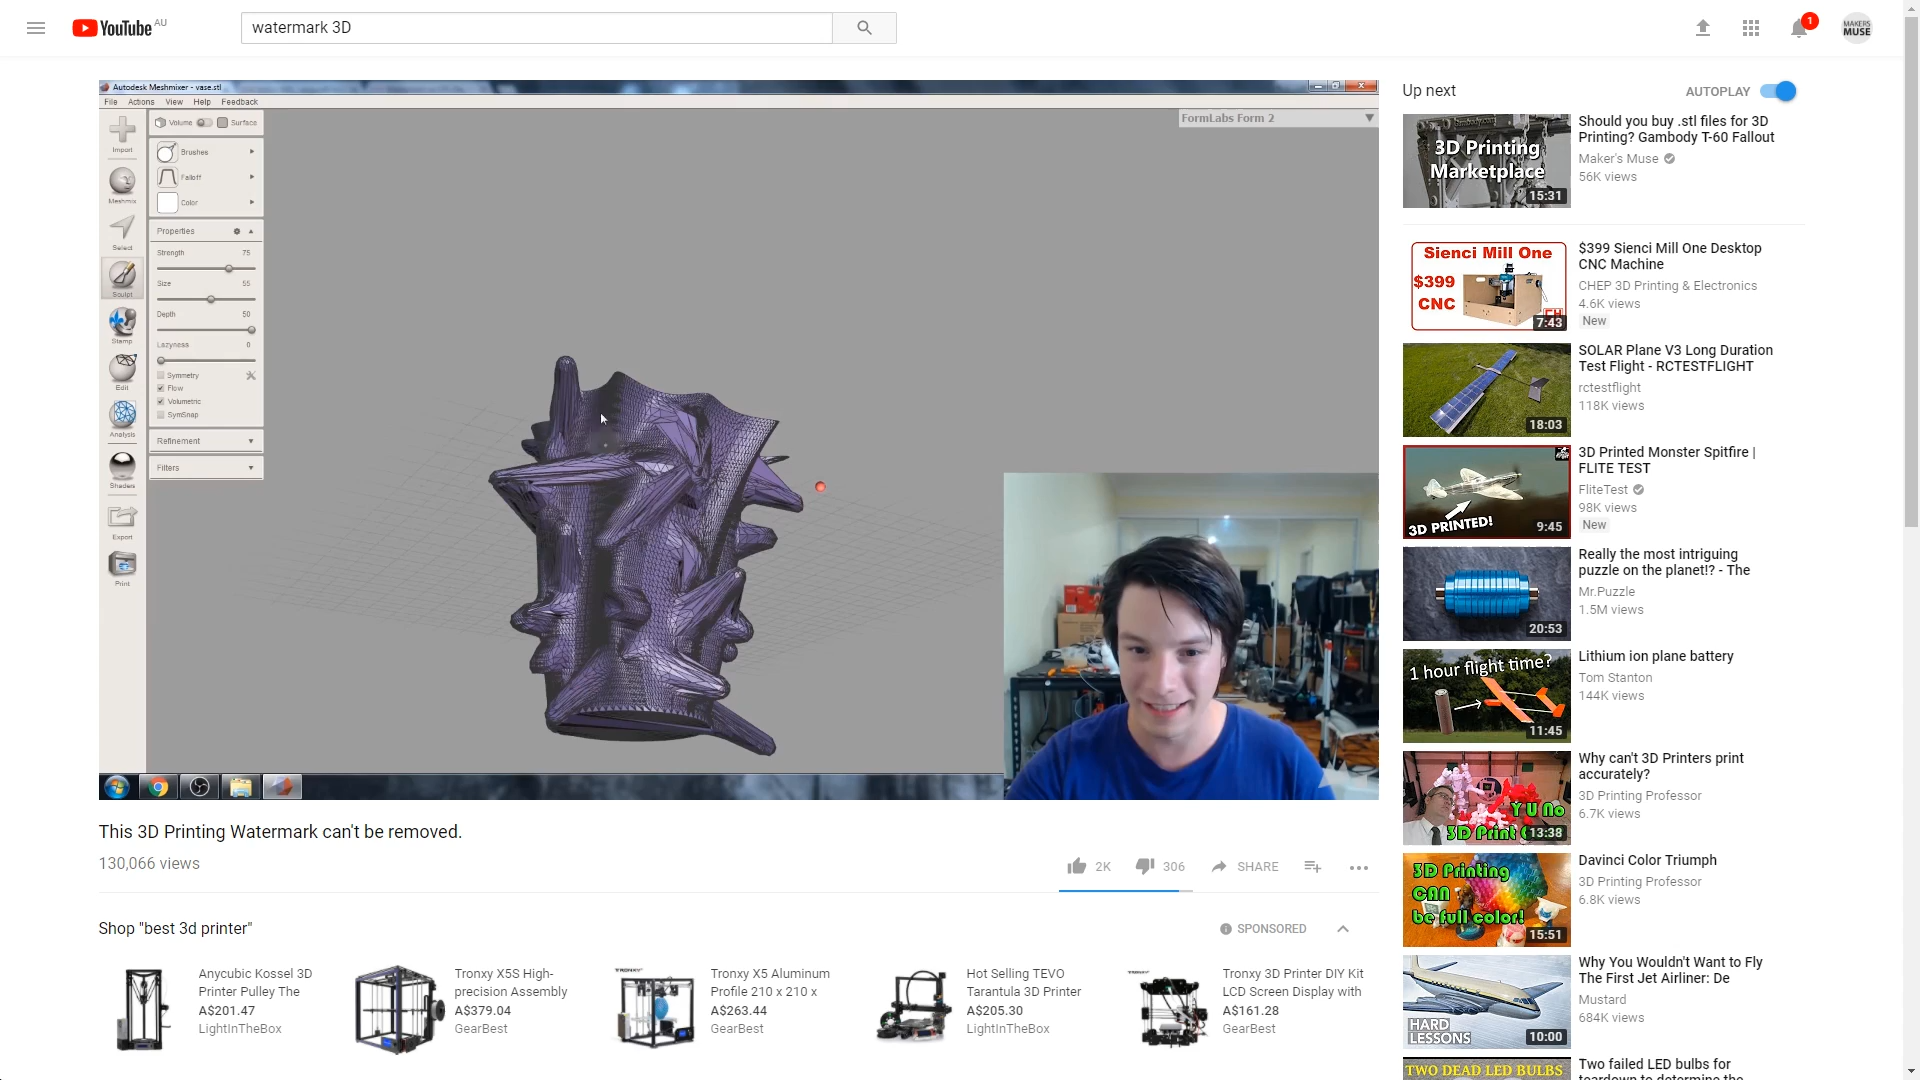 YouTube AU
watermark 3D
1
MAKERS
MUSE
Autodesk Meshmixer - vase.stl
File Actions View Help Feedback
Import
Meshmix
Select
Sculpt
Stamp
Edit
Analysis
Shaders
Export
Print
Volume Surface
Brushes
Falloff
Color
Properties
Strength 75
Size 55
Depth 50
Lazyness 0
Symmetry
Flow
Volumetric
SymSnap
Refinement
Filters
FormLabs Form 2
This 3D Printing Watermark can't be removed.
130,066 views
2K 306 SHARE
Shop "best 3d printer"
SPONSORED
Anycubic Kossel 3D
Printer Pulley The
A$201.47
LightInTheBox
Tronxy X5S High-
precision Assembly
A$379.04
GearBest
TRONXY
Tronxy X5 Aluminum
Profile 210 x 210 x
A$263.44
GearBest
Hot Selling TEVO
Tarantula 3D Printer
A$205.30
LightInTheBox
TRONXY
Tronxy 3D Printer DIY Kit
LCD Screen Display with
A$161.28
GearBest
Up next
AUTOPLAY
3D Printing
Marketplace
15:31
Should you buy .stl files for 3D
Printing? Gambody T-60 Fallout
Maker's Muse
56K views
Sienci Mill One
$399
CNC
CH
7:43
$399 Sienci Mill One Desktop
CNC Machine
CHEP 3D Printing & Electronics
4.6K views
New
18:03
SOLAR Plane V3 Long Duration
Test Flight - RCTESTFLIGHT
rctestflight
118K views
3D PRINTED!
9:45
3D Printed Monster Spitfire |
FLITE TEST
FliteTest
98K views
New
20:53
Really the most intriguing
puzzle on the planet!? - The
Mr.Puzzle
1.5M views
1 hour flight time?
11:45
Lithium ion plane battery
Tom Stanton
144K views
Y U No
3D Print
13:38
Why can't 3D Printers print
accurately?
3D Printing Professor
6.7K views
3D Printing
CAN
be full color!
15:51
Davinci Color Triumph
3D Printing Professor
6.8K views
HARD
LESSONS
10:00
Why You Wouldn't Want to Fly
The First Jet Airliner: De
Mustard
684K views
TWO DEAD LED BULBS
Two failed LED bulbs for
teardown to determine the